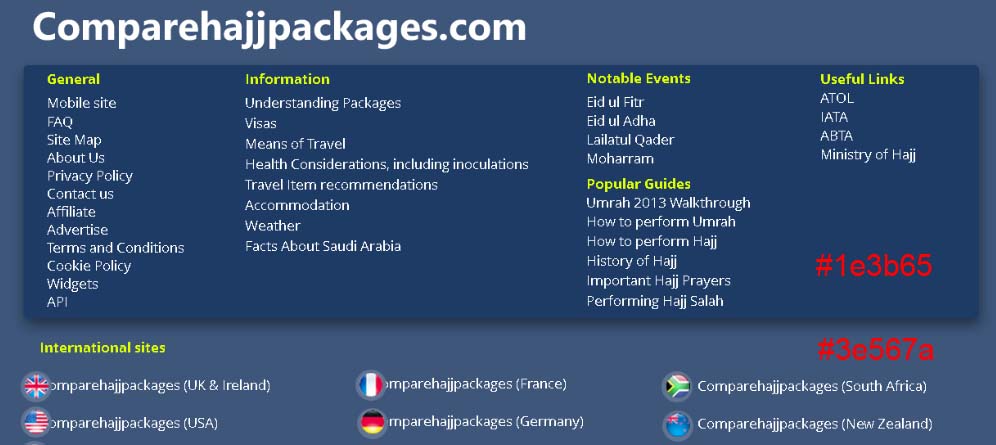 Comparehajjpackages.com
General
Mobile site
FAQ
Site Map
About Us
Privacy Policy
Contact us
Affiliate
Advertise
Terms and Conditions
Cookie Policy
Widgets
API
Information
Understanding Packages
Visas
Means of Travel
Health Considerations, including inoculations
Travel Item recommendations
Accommodation
Weather
Facts About Saudi Arabia
Notable Events
Eid ul Fitr
Eid ul Adha
Lailatul Qader
Moharram
Popular Guides
Umrah 2013 Walkthrough
How to perform Umrah
How to perform Hajj
History of Hajj
Important Hajj Prayers
Performing Hajj Salah
Useful Links
ATOL
IATA
ABTA
Ministry of Hajj
#1e3b65
#3e567a
International sites
omparehajjpackages (UK & Ireland)
mparehajjpackages (France)
Comparehajjpackages (South Africa)
omparehajjpackages (USA)
mparehajjpackages (Germany)
Comparehajjpackages (New Zealand)